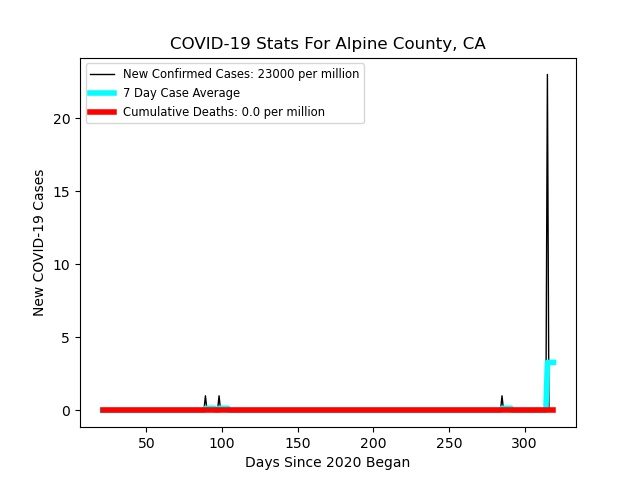 COVID-19 Stats For Alpine County, CA
New Confirmed Cases: 23000 per million
7 Day Case Average
Cumulative Deaths: 0.0 per million
New COVID-19 Cases
20
15
10
5
0
50 100 150 200 250 300
Days Since 2020 Began